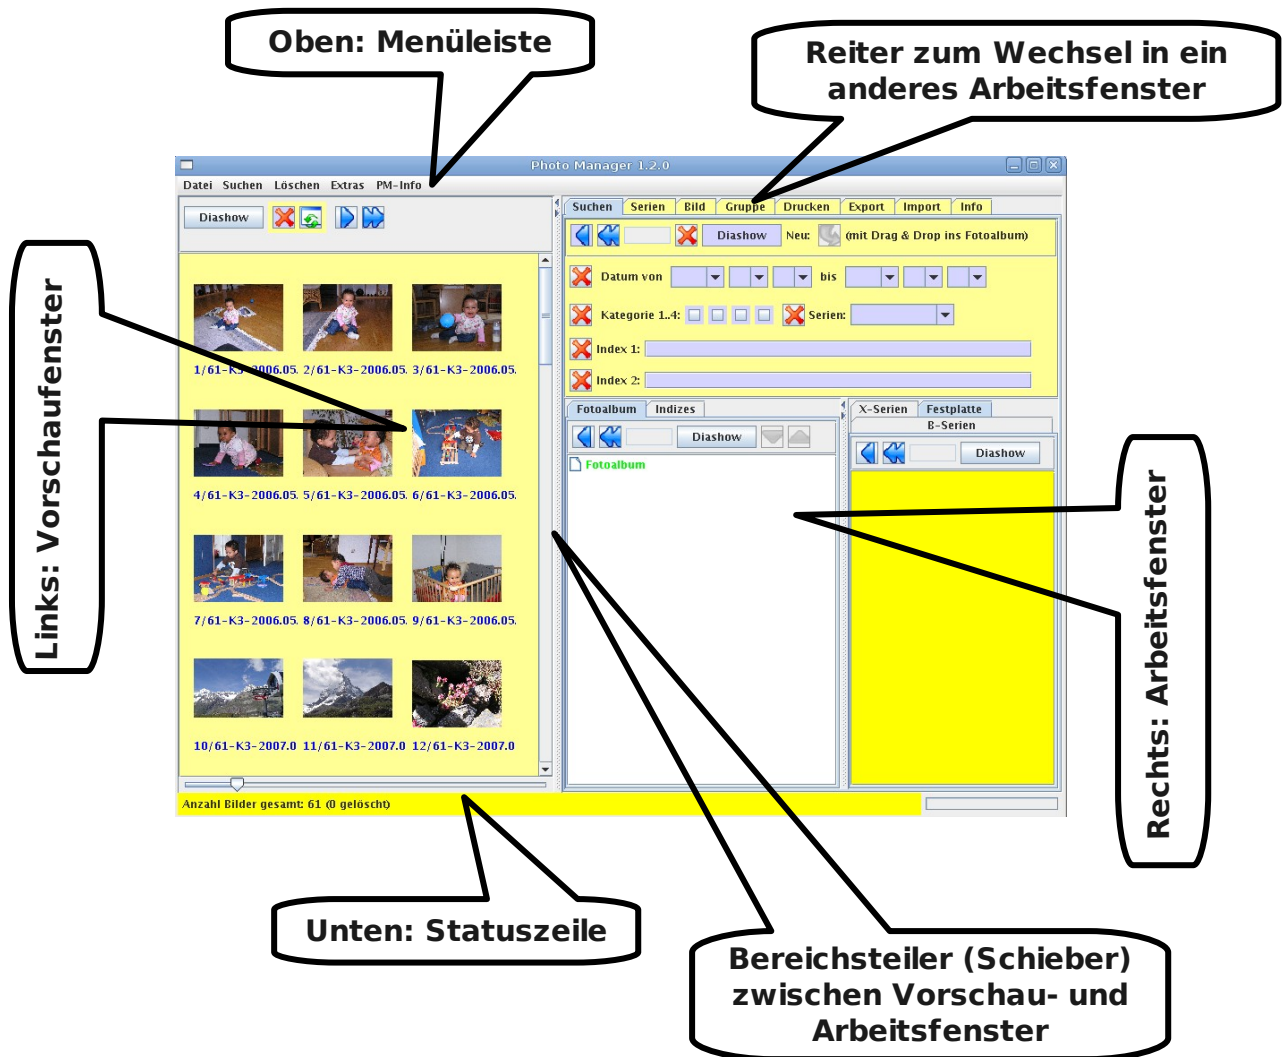 Oben: Menüleiste
Reiter zum Wechsel in ein
anderes Arbeitsfenster
Photo Manager 1.2.0
Datei Suchen Löschen Extras PM-Info
Diashow
Suchen Serien Bild Gruppe Drucken Export Import Info
Diashow Neu: (mit Drag & Drop ins Fotoalbum)
Datum von bis
Kategorie 1..4: Serien:
Index 1:
Index 2:
Links: Vorschaufenster
1/61-K3-2006.05. 2/61-K3-2006.05. 3/61-K3-2006.05.
4/61-K3-2006.05. 5/61-K3-2006.05. 6/61-K3-2006.05.
7/61-K3-2006.05. 8/61-K3-2006.05. 9/61-K3-2006.05.
10/61-K3-2007.0 11/61-K3-2007.0 12/61-K3-2007.0
Fotoalbum Indizes
Diashow
Fotoalbum
X-Serien Festplatte
B-Serien
Diashow
Rechts: Arbeitsfenster
Anzahl Bilder gesamt: 61 (0 gelöscht)
Unten: Statuszeile
Bereichsteiler (Schieber)
zwischen Vorschau- und
Arbeitsfenster